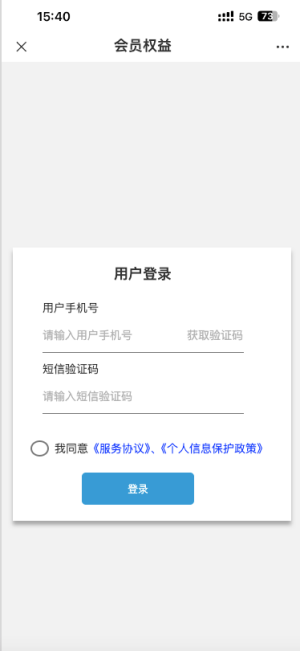 15:40 5G 73
会员权益
用户登录
用户手机号
请输入用户手机号 获取验证码
短信验证码
请输入短信验证码
我同意《服务协议》、《个人信息保护政策》
登录